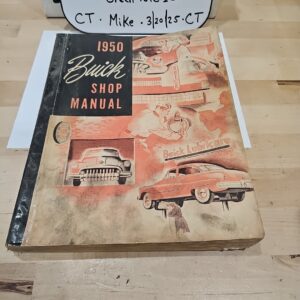 CT · Mike · 3/20/25 · CT
1950
Buick
SHOP
MANUAL